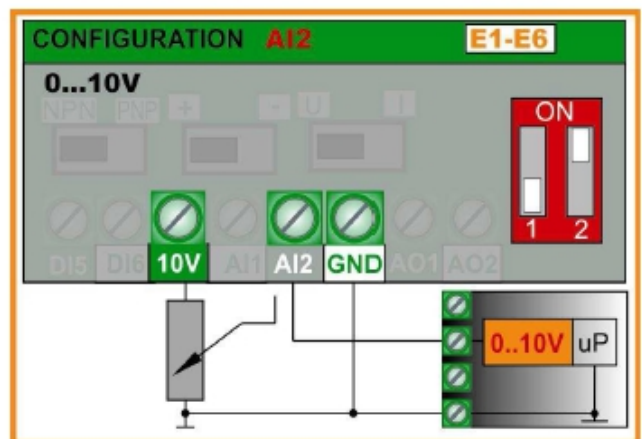 CONFIGURATION AI2 E1-E6
0...10V
NPN PNP + - U I
ON
1 2
DI5 DI6 10V AI1 AI2 GND AO1 AO2
0..10V uP